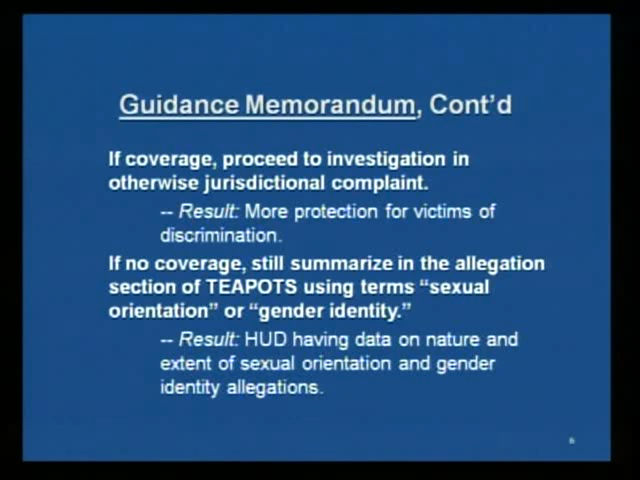 Guidance Memorandum, Cont'd
If coverage, proceed to investigation in
otherwise jurisdictional complaint.
-- Result: More protection for victims of
discrimination.
If no coverage, still summarize in the allegation
section of TEAPOTS using terms “sexual
orientation” or “gender identity.”
-- Result: HUD having data on nature and
extent of sexual orientation and gender
identity allegations.
6